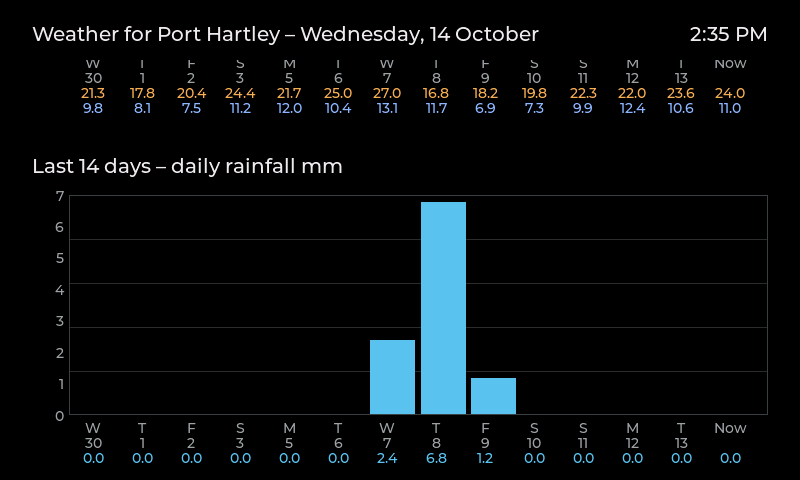 Weather for Port Hartley – Wednesday, 14 October 2:35 PM
W T F S M T W T F S S M T Now
30 1 2 3 5 6 7 8 9 10 11 12 13
21.3 17.8 20.4 24.4 21.7 25.0 27.0 16.8 18.2 19.8 22.3 22.0 23.6 24.0
9.8 8.1 7.5 11.2 12.0 10.4 13.1 11.7 6.9 7.3 9.9 12.4 10.6 11.0
Last 14 days – daily rainfall mm
7
6
5
4
3
2
1
0
W T F S M T W T F S S M T Now
30 1 2 3 5 6 7 8 9 10 11 12 13
0.0 0.0 0.0 0.0 0.0 0.0 2.4 6.8 1.2 0.0 0.0 0.0 0.0 0.0